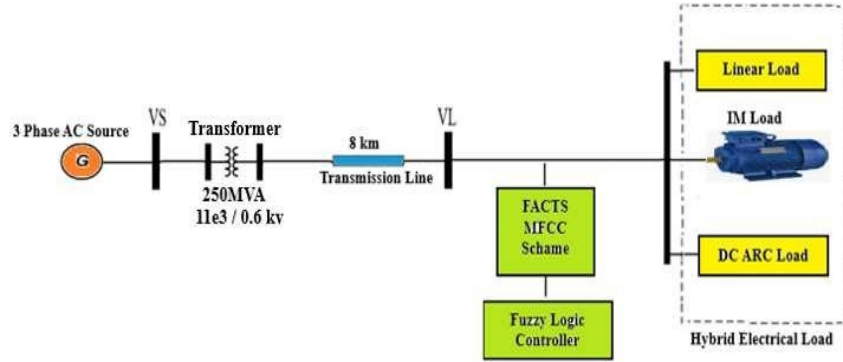 3 Phase AC Source
G
VS
Transformer
250MVA
11e3 / 0.6 kv
8 km
Transmission Line
VL
FACTS
MFCC
Schame
Fuzzy Logic
Controller
Linear Load
IM Load
DC ARC Load
Hybrid Electrical Load